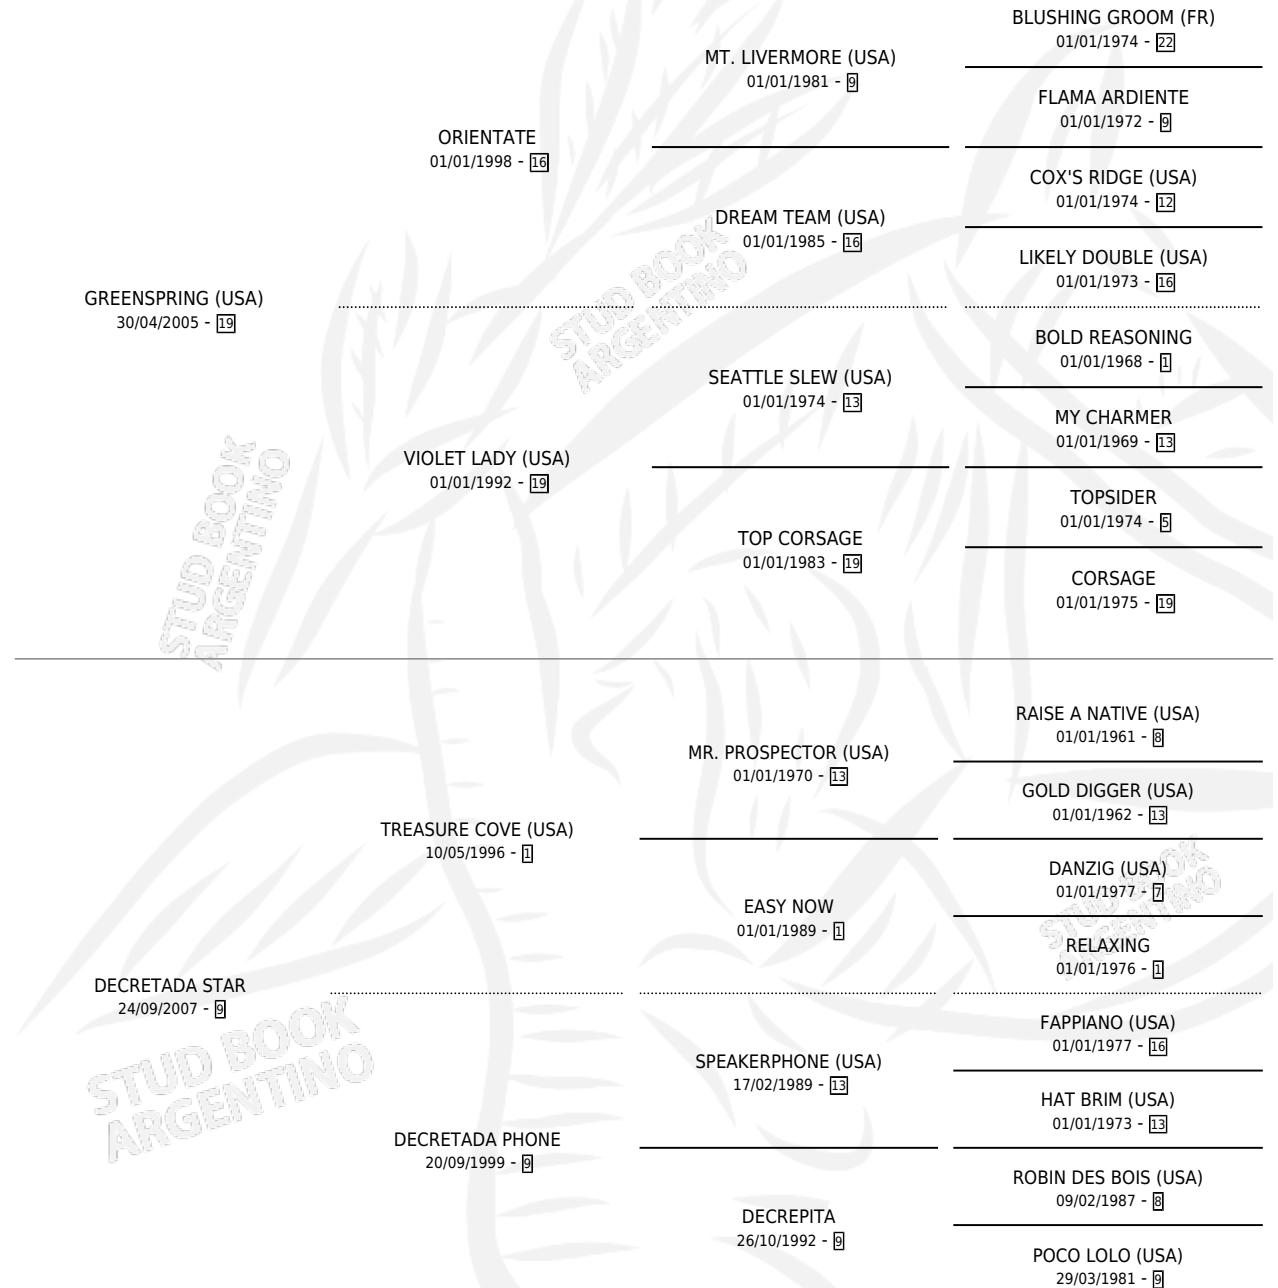 BLUSHING GROOM (FR)
01/01/1974 - 22
MT. LIVERMORE (USA)
01/01/1981 - 9
FLAMA ARDIENTE
01/01/1972 - 9
ORIENTATE
01/01/1998 - 16
COX'S RIDGE (USA)
01/01/1974 - 12
DREAM TEAM (USA)
01/01/1985 - 16
LIKELY DOUBLE (USA)
01/01/1973 - 16
GREENSPRING (USA)
30/04/2005 - 19
BOLD REASONING
01/01/1968 - 1
SEATTLE SLEW (USA)
01/01/1974 - 13
MY CHARMER
01/01/1969 - 13
VIOLET LADY (USA)
01/01/1992 - 19
TOPSIDER
01/01/1974 - 5
TOP CORSAGE
01/01/1983 - 19
CORSAGE
01/01/1975 - 19
STUD BOOK
ARGENTINO
STUD BOOK
ARGENTINO
RAISE A NATIVE (USA)
01/01/1961 - 8
MR. PROSPECTOR (USA)
01/01/1970 - 13
GOLD DIGGER (USA)
01/01/1962 - 13
TREASURE COVE (USA)
10/05/1996 - 1
DANZIG (USA)
01/01/1977 - 7
EASY NOW
01/01/1989 - 1
RELAXING
01/01/1976 - 1
DECRETADA STAR
24/09/2007 - 9
FAPPIANO (USA)
01/01/1977 - 16
SPEAKERPHONE (USA)
17/02/1989 - 13
HAT BRIM (USA)
01/01/1973 - 13
DECRETADA PHONE
20/09/1999 - 9
ROBIN DES BOIS (USA)
09/02/1987 - 8
DECREPITA
26/10/1992 - 9
POCO LOLO (USA)
29/03/1981 - 9
STUD BOOK
ARGENTINO
STUD BOOK
ARGENTINO